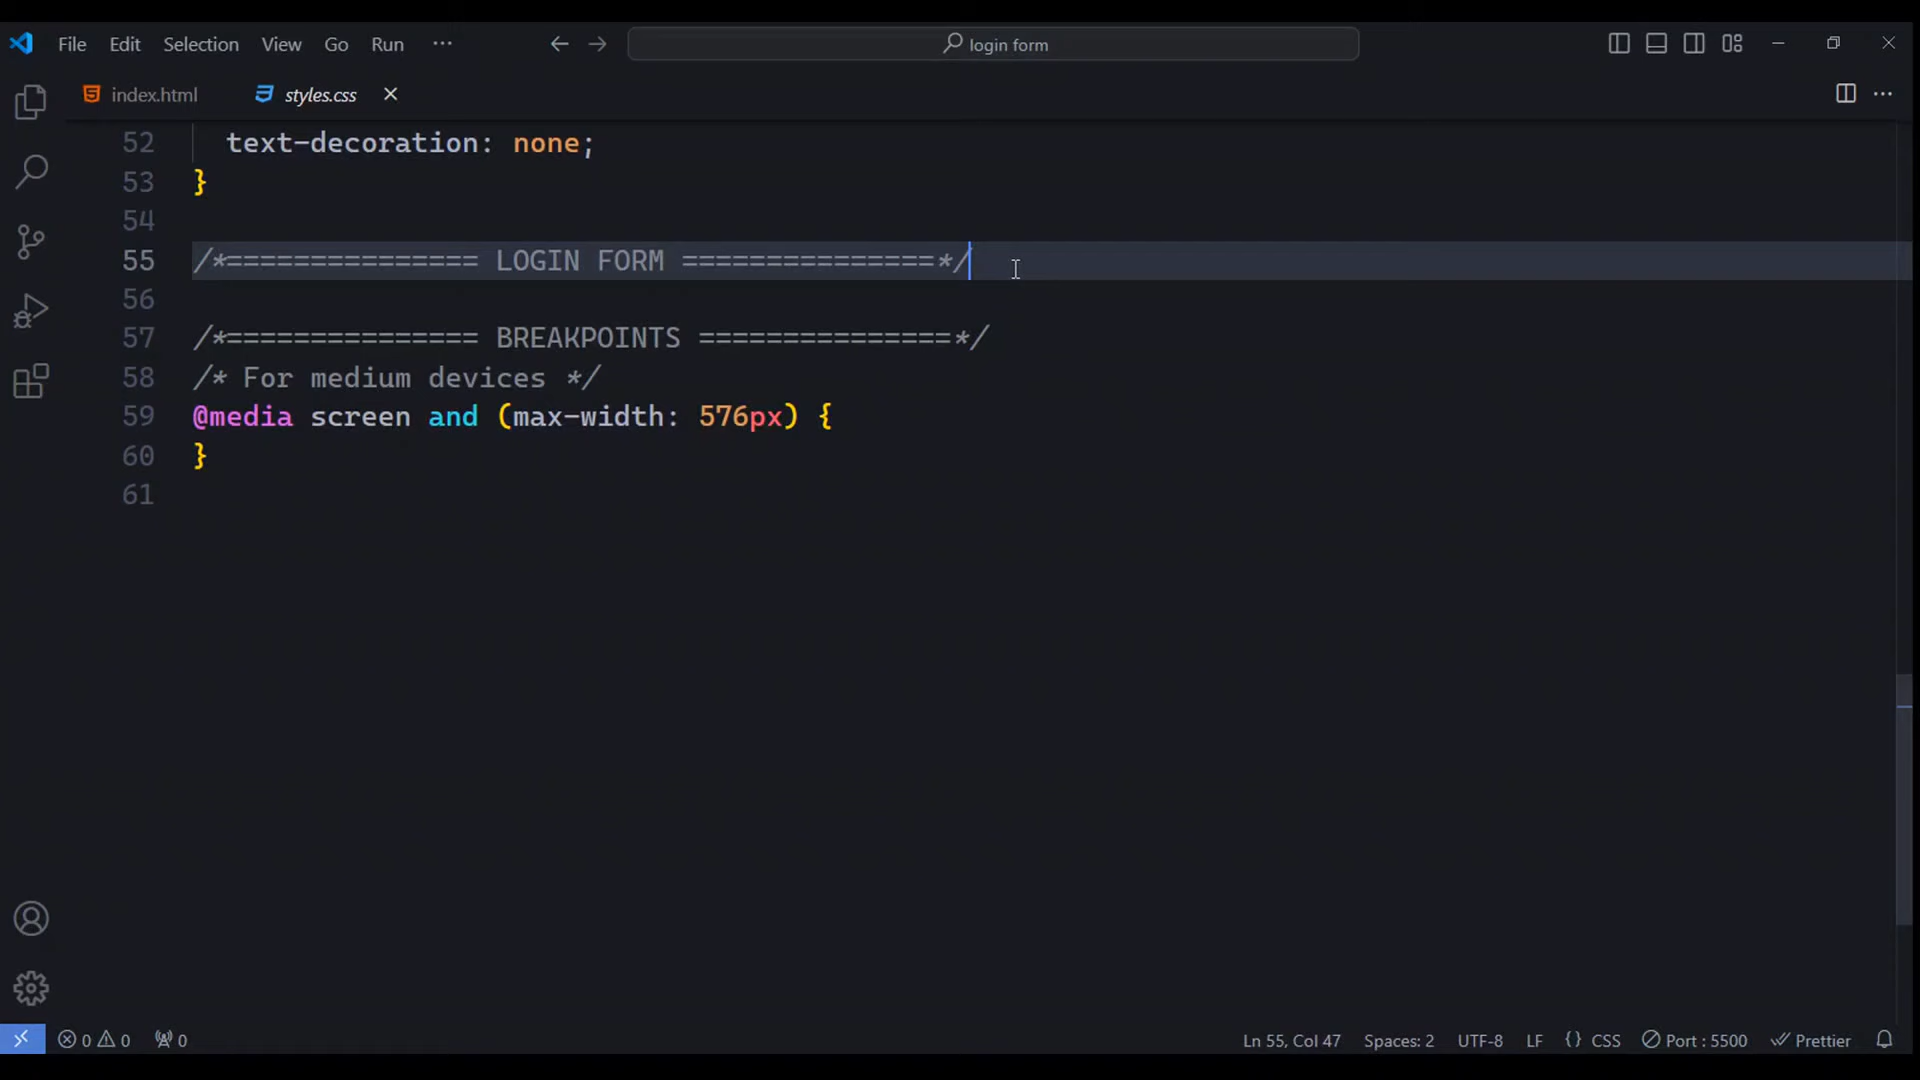 File Edit Selection View Go Run ··· login form
index.html styles.css
52 text-decoration: none;
53 }
54
55 /*=============== LOGIN FORM ===============*/
56
57 /*=============== BREAKPOINTS ===============*/
58 /* For medium devices */
59 @media screen and (max-width: 576px) {
60 }
61
0 0 0 Ln 55, Col 47 Spaces: 2 UTF-8 LF {} CSS Port : 5500 Prettier